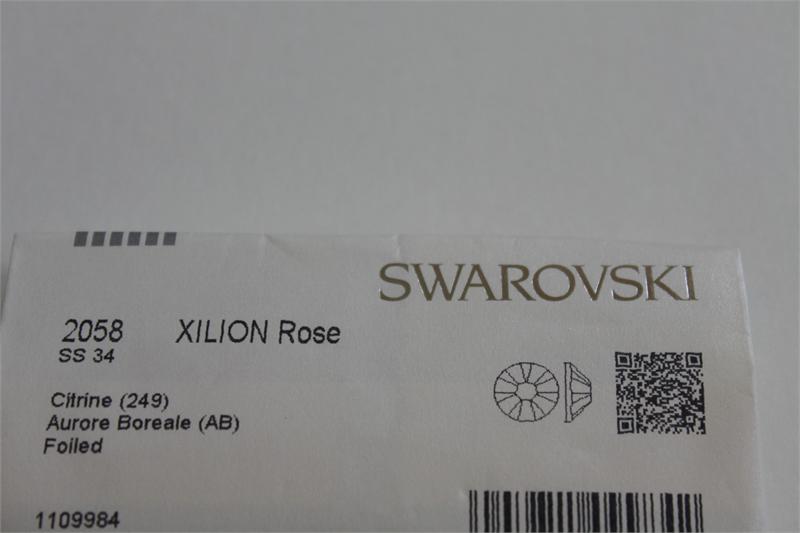 SWAROVSKI
2058 XILION Rose
SS 34
Citrine (249)
Aurore Boreale (AB)
Foiled
1109984